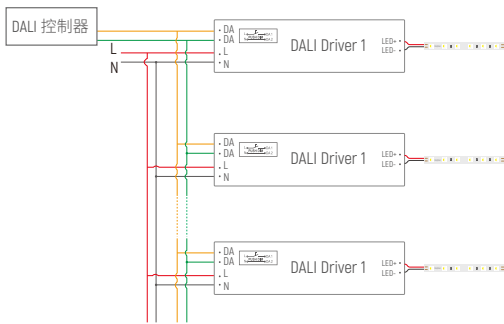 DALI 控制器
L
N
DA
DA
L
N
DALI Driver 1
LED+
LED-
DA
DA
L
N
DALI Driver 1
LED+
LED-
DA
DA
L
N
DALI Driver 1
LED+
LED-